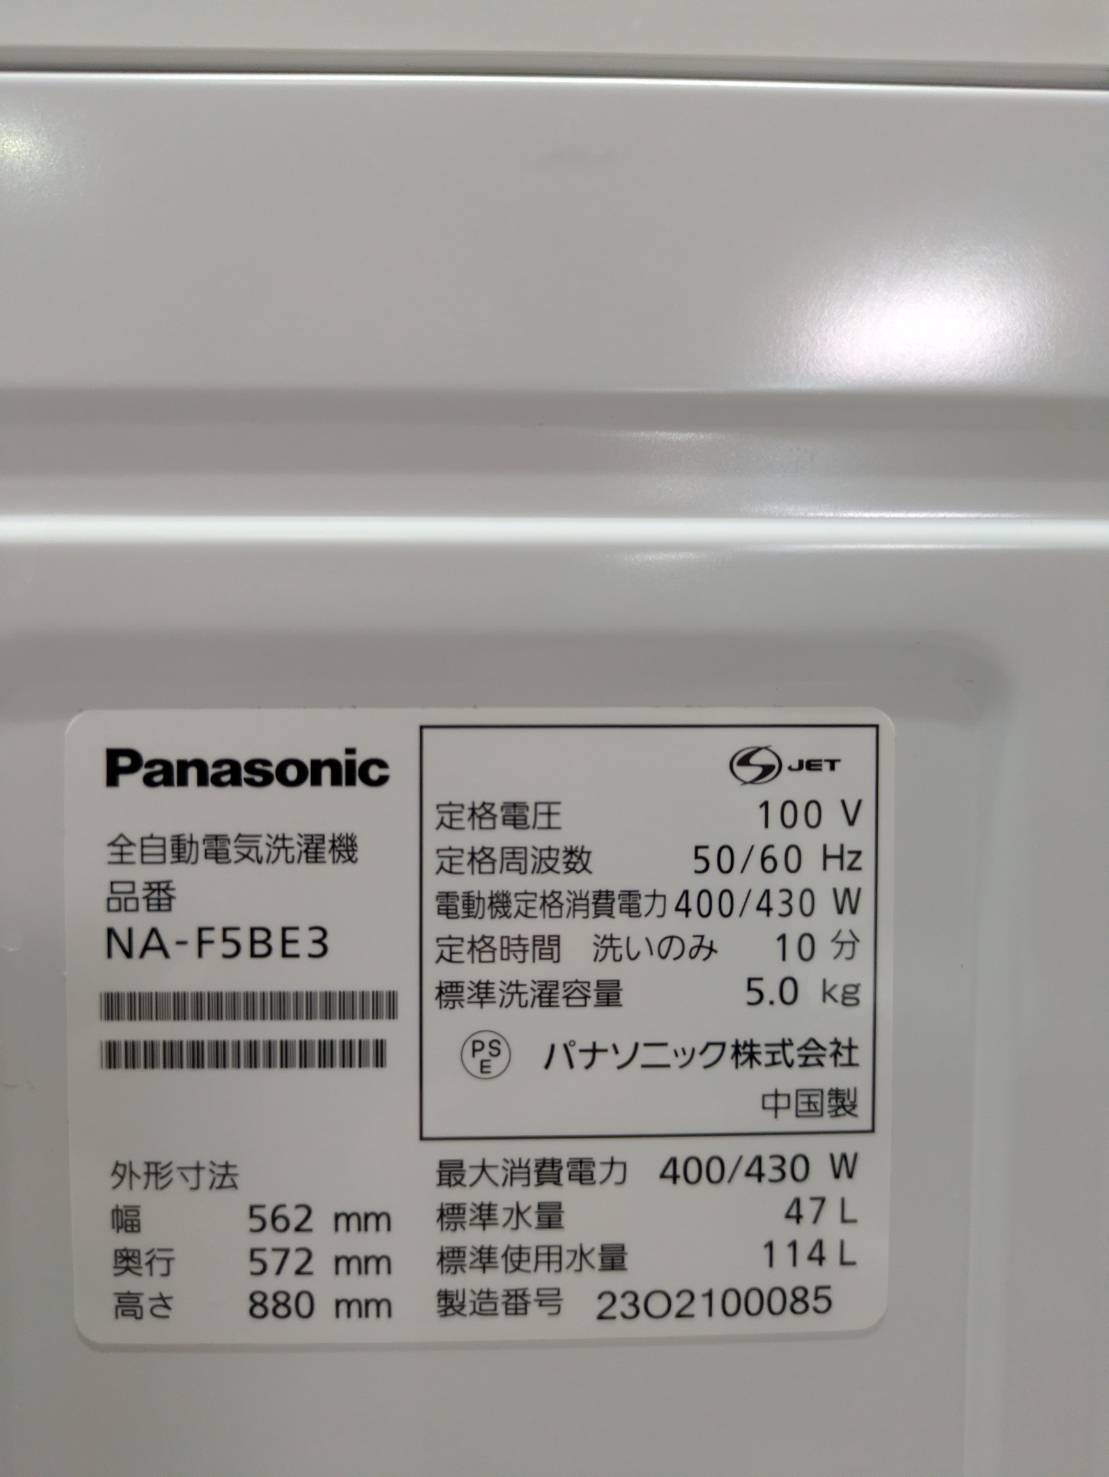 Panasonic
全自動電気洗濯機
品番
NA-F5BE3
外形寸法
幅 562 mm
奥行 572 mm
高さ 880 mm
S JET
定格電圧 100 V
定格周波数 50/60 Hz
電動機定格消費電力 400/430 W
定格時間 洗いのみ 10 分
標準洗濯容量 5.0 kg
PS E パナソニック株式会社
中国製
最大消費電力 400/430 W
標準水量 47 L
標準使用水量 114 L
製造番号 23O2100085